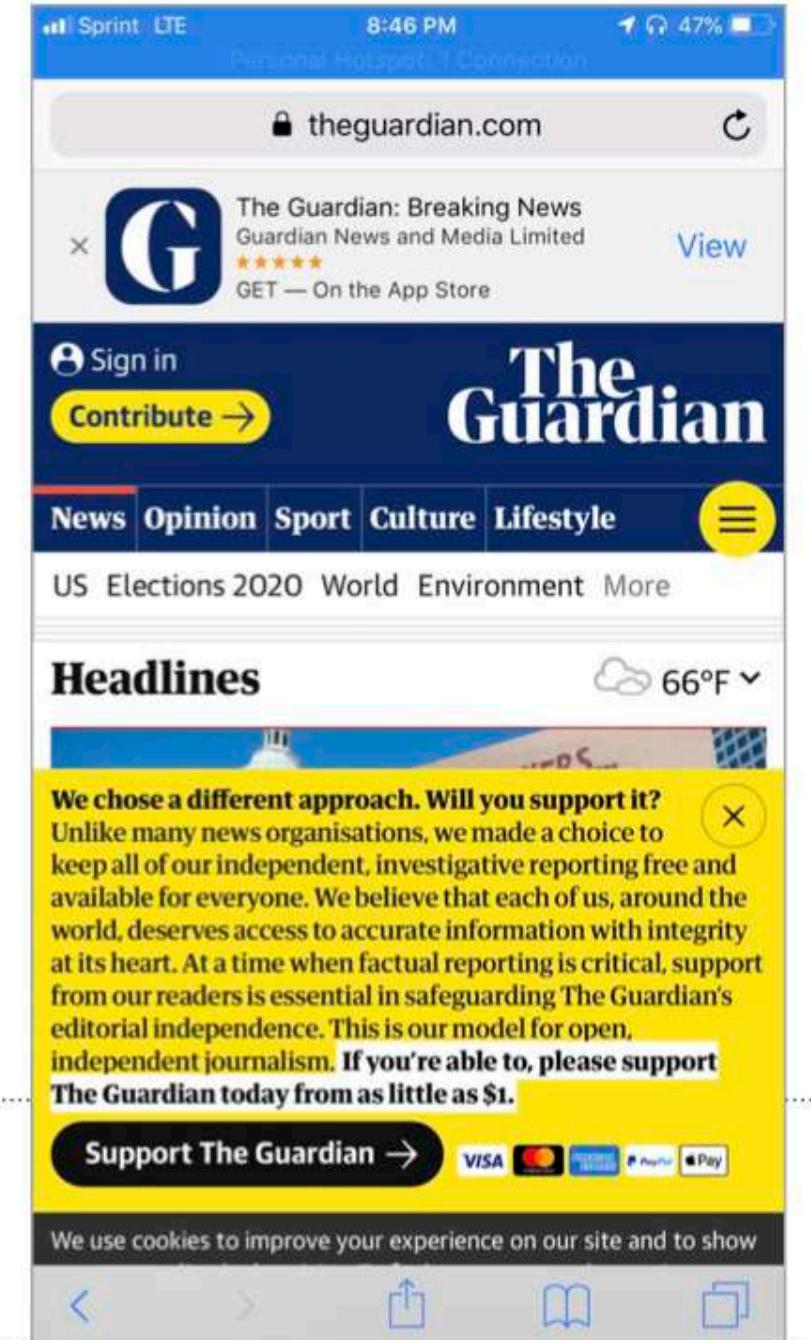 Sprint LTE 8:46 PM 47%
Personal Hotspot: 1 Connection
theguardian.com
The Guardian: Breaking News
Guardian News and Media Limited
GET — On the App Store
View
Sign in
Contribute →
The
Guardian
News Opinion Sport Culture Lifestyle
US Elections 2020 World Environment More
Headlines
66°F
We chose a different approach. Will you support it?
Unlike many news organisations, we made a choice to
keep all of our independent, investigative reporting free and
available for everyone. We believe that each of us, around the
world, deserves access to accurate information with integrity
at its heart. At a time when factual reporting is critical, support
from our readers is essential in safeguarding The Guardian's
editorial independence. This is our model for open,
independent journalism. If you're able to, please support
The Guardian today from as little as $1.
Support The Guardian → VISA PayPal Pay
We use cookies to improve your experience on our site and to show